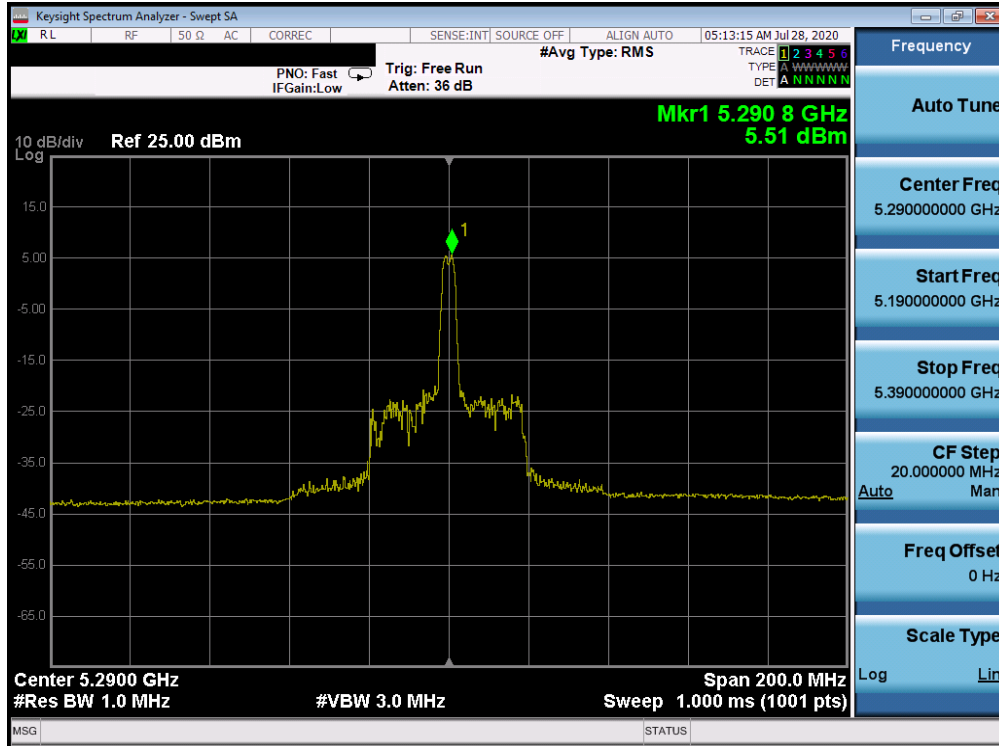 Keysight Spectrum Analyzer - Swept SA
LXI RL RF 50 Ω AC CORREC SENSE:INT SOURCE OFF ALIGN AUTO 05:13:15 AM Jul 28, 2020
#Avg Type: RMS
TRACE 1 2 3 4 5 6
PNO: Fast Trig: Free Run
TYPE A WWWWW
IFGain:Low Atten: 36 dB
DET A N N N N N
Mkr1 5.290 8 GHz
5.51 dBm
10 dB/div Ref 25.00 dBm
Log
15.0
1
5.00
-5.00
-15.0
-25.0
-35.0
-45.0
-55.0
-65.0
Center 5.2900 GHz Span 200.0 MHz
#Res BW 1.0 MHz #VBW 3.0 MHz Sweep 1.000 ms (1001 pts)
MSG STATUS
Frequency
Auto Tune
Center Freq
5.290000000 GHz
Start Freq
5.190000000 GHz
Stop Freq
5.390000000 GHz
CF Step
20.000000 MHz
Auto Man
Freq Offset
0 Hz
Scale Type
Log Lin